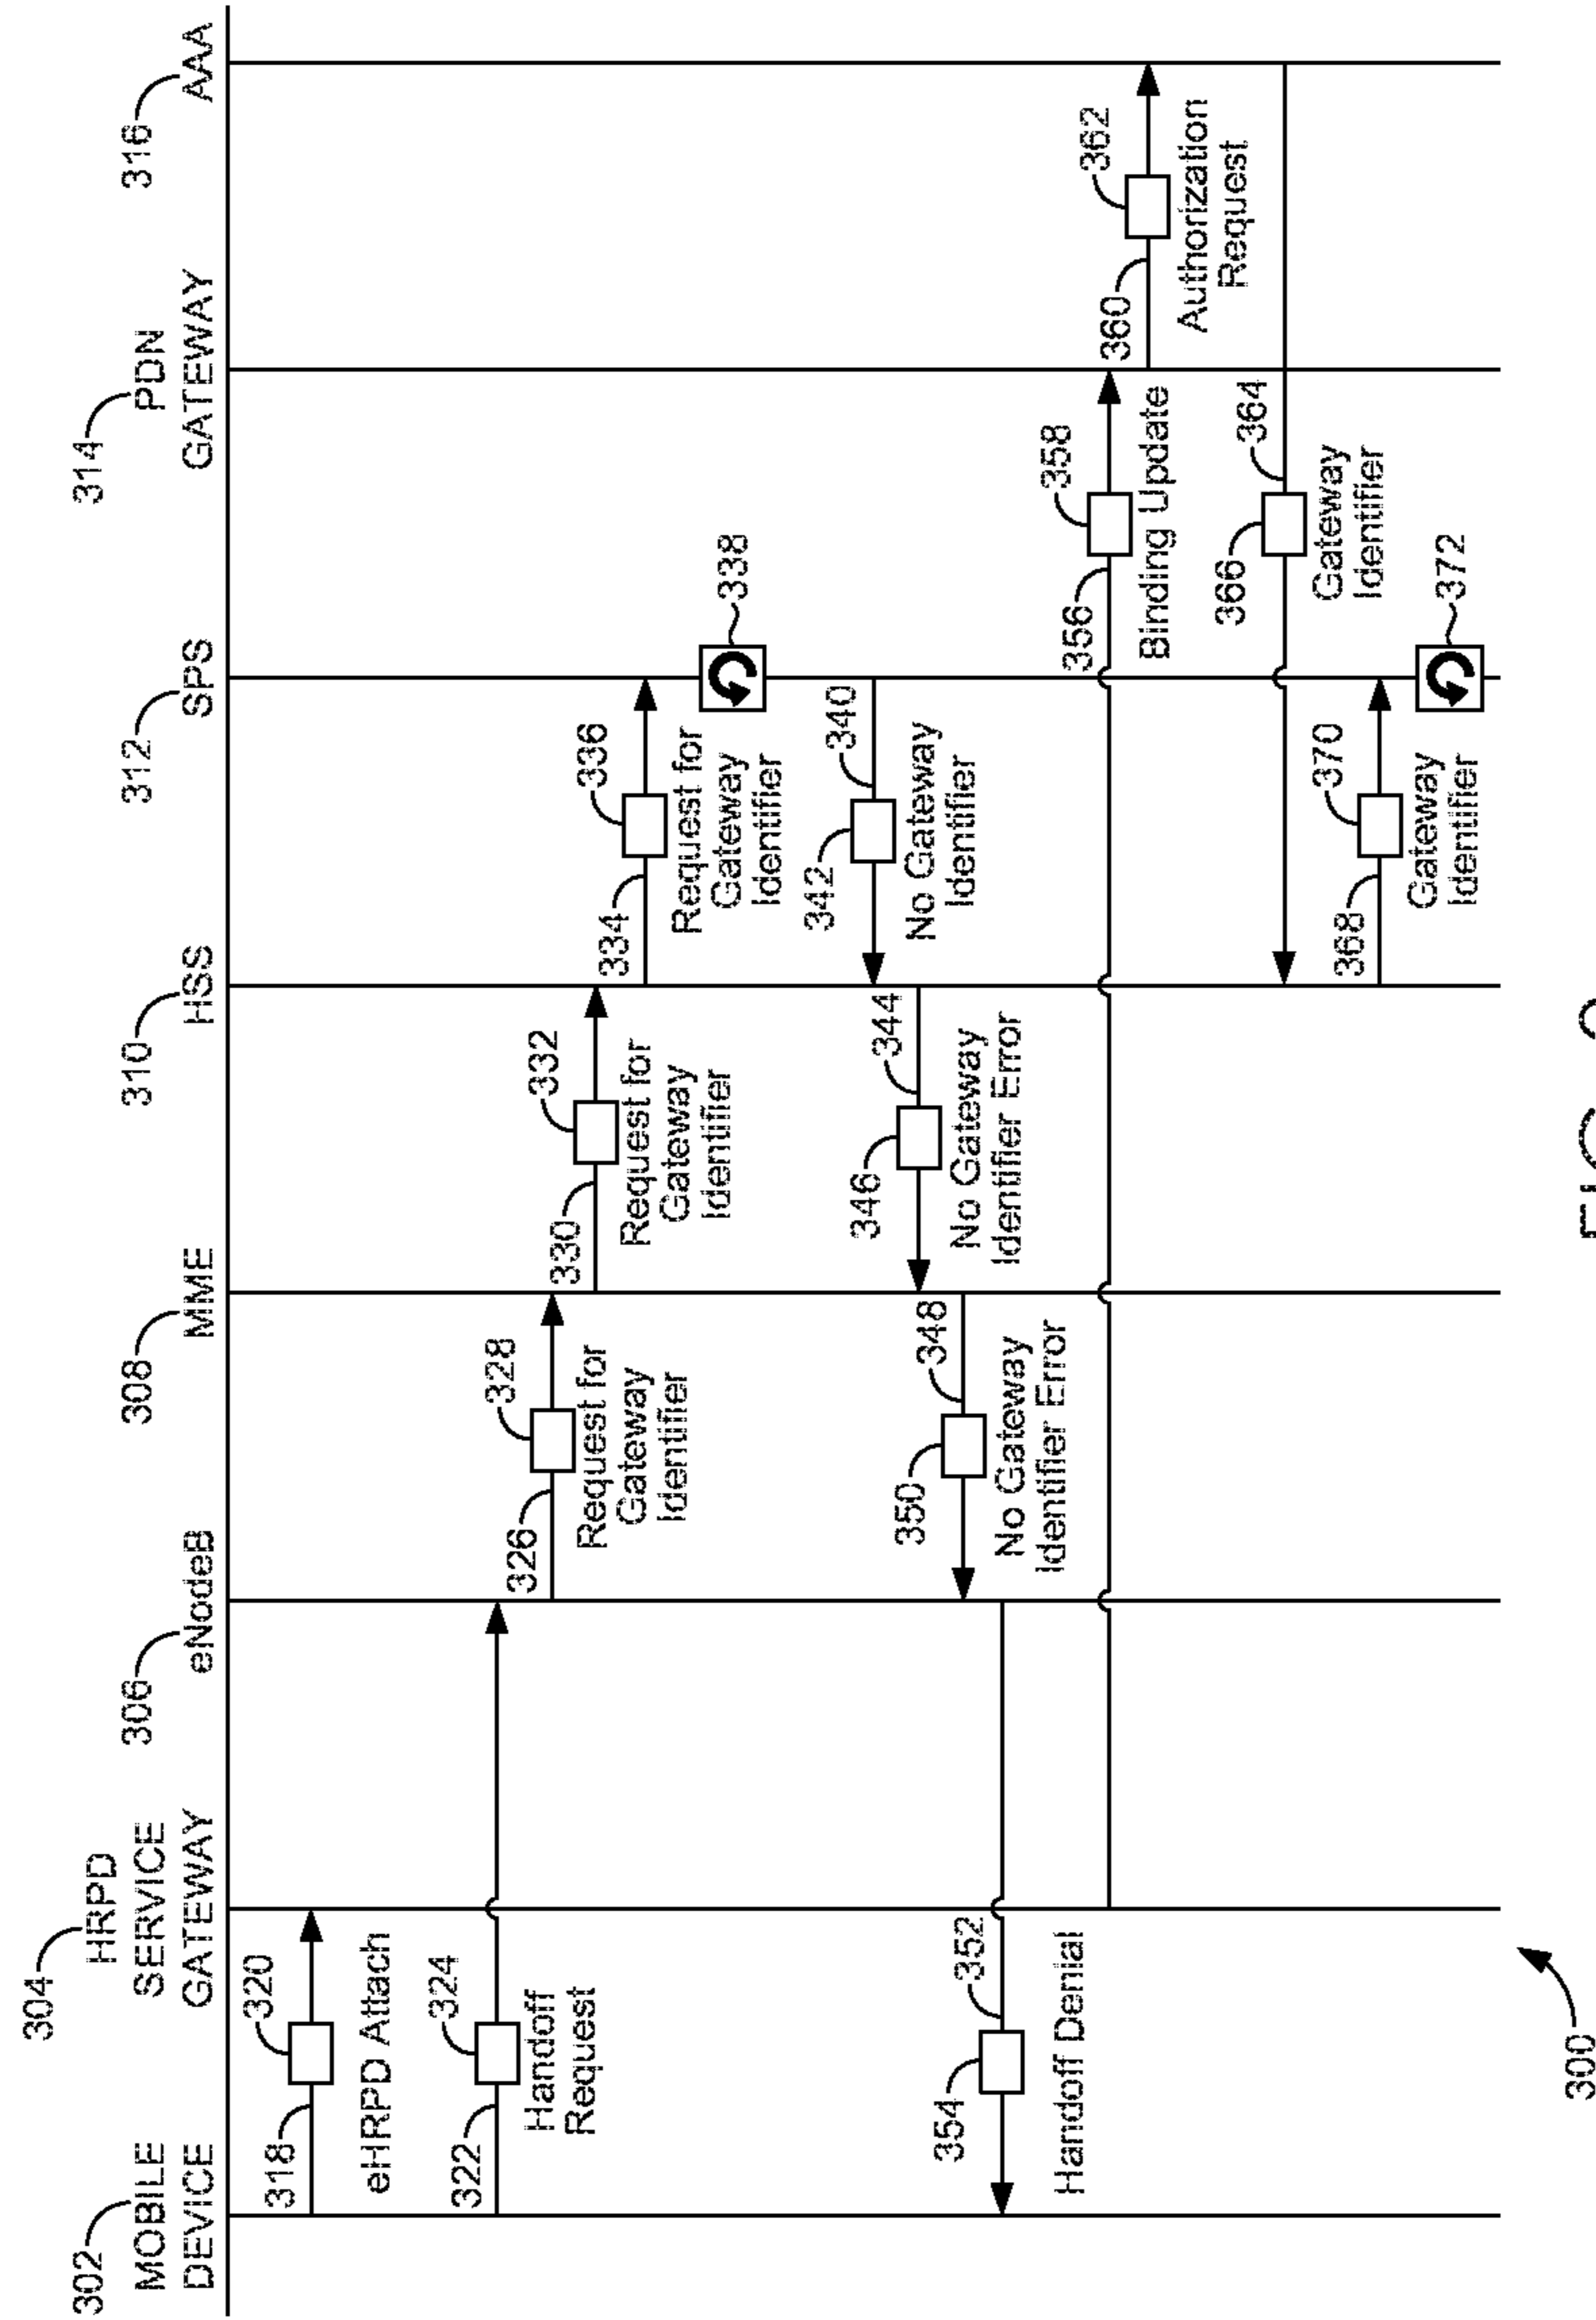 302
MOBILE
DEVICE
304
HRPD
SERVICE
GATEWAY
306
eNodeB
308
MME
310
HSS
312
SPS
314
PDN
GATEWAY
316
AAA
318
320
eHRPD Attach
322
324
Handoff
Request
326
328
Request for
Gateway
Identifier
330
332
Request for
Gateway
Identifier
334
336
Request for
Gateway
Identifier
338
340
342
No Gateway
Identifier
344
346
No Gateway
Identifier Error
348
350
No Gateway
Identifier Error
352
354
Handoff Denial
356
358
Binding Update
360
362
Authorization
Request
364
366
Gateway
Identifier
368
370
Gateway
Identifier
372
300